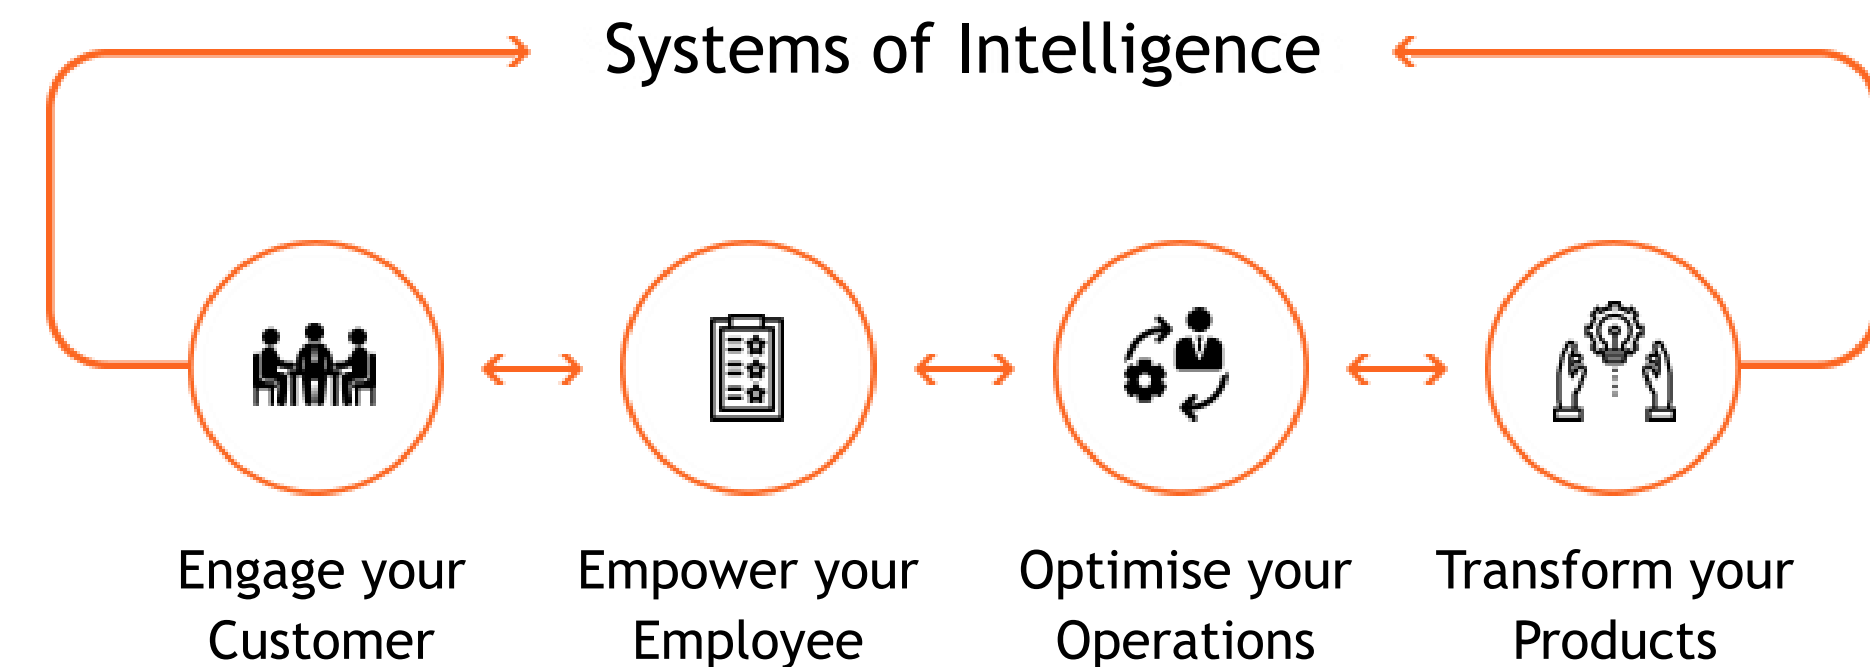 Systems of Intelligence
Engage your
Customer
Empower your
Employee
Optimise your
Operations
Transform your
Products